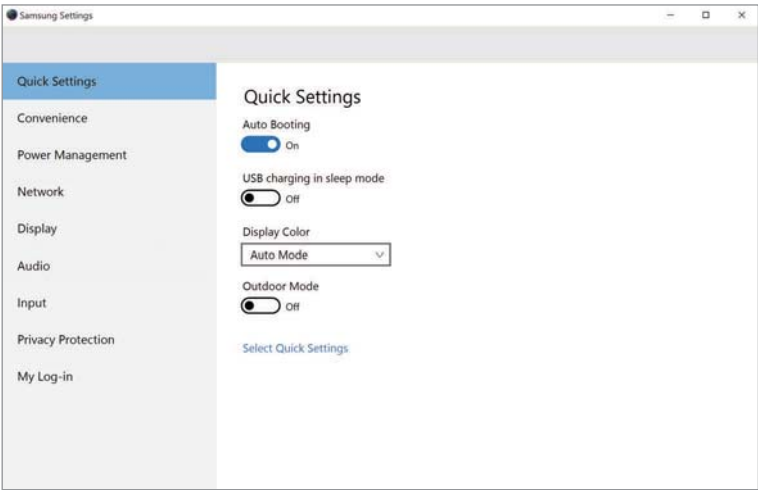 Samsung Settings
Quick Settings
Convenience
Power Management
Network
Display
Audio
Input
Privacy Protection
My Log-in
Quick Settings
Auto Booting
On
USB charging in sleep mode
Off
Display Color
Auto Mode
Outdoor Mode
Off
Select Quick Settings